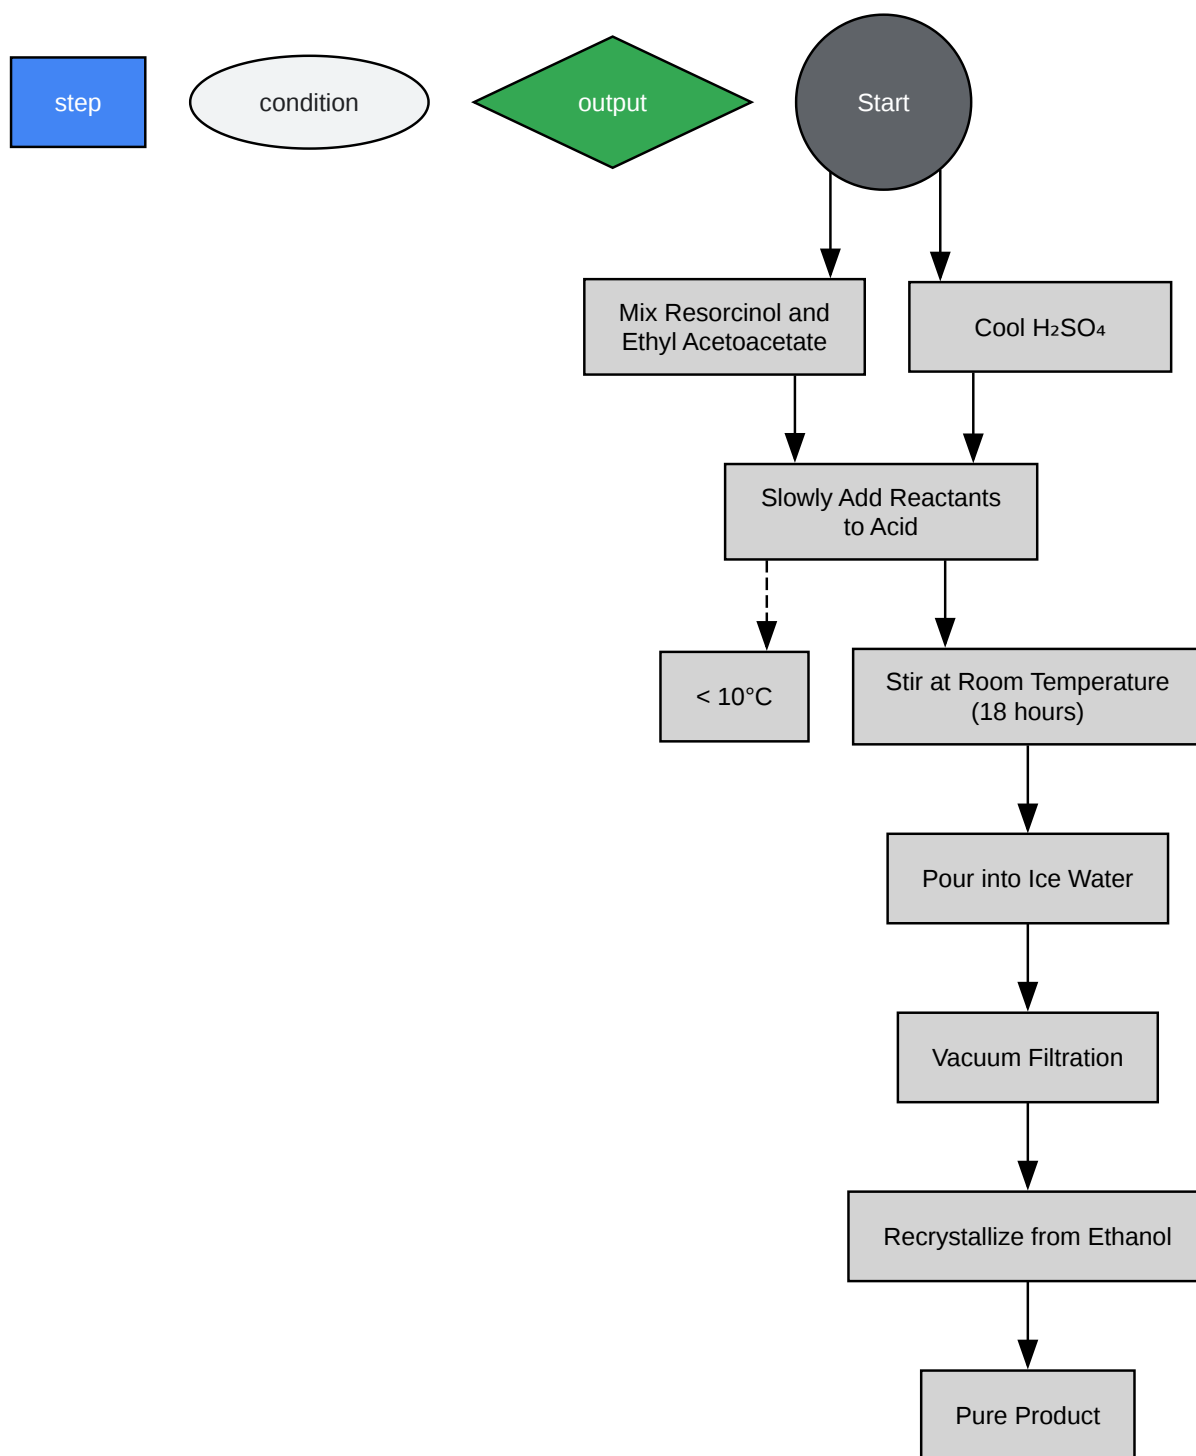 step
condition
output
Start
Mix Resorcinol and
Ethyl Acetoacetate
Cool H₂SO₄
Slowly Add Reactants
to Acid
< 10°C
Stir at Room Temperature
(18 hours)
Pour into Ice Water
Vacuum Filtration
Recrystallize from Ethanol
Pure Product